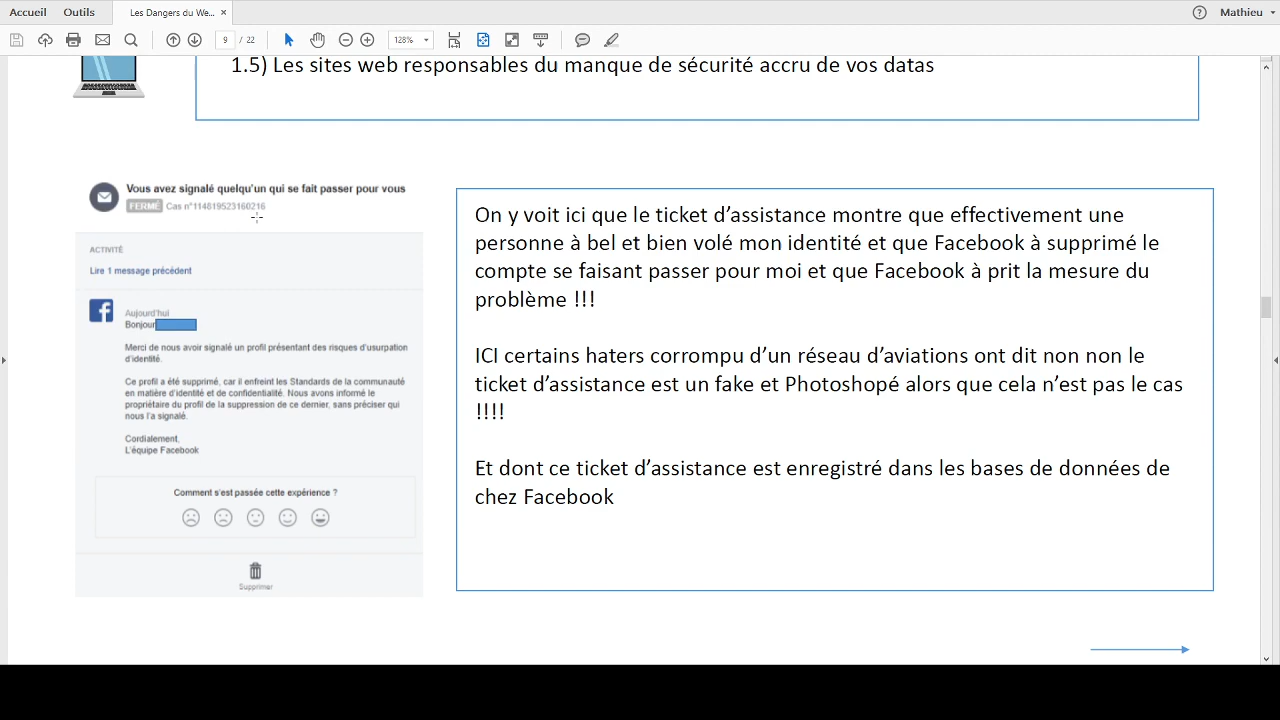 Accueil
Outils
Les Dangers du We... ×
?
Mathieu
9 / 22
128%
1.5) Les sites web responsables du manque de sécurité accru de vos datas
Vous avez signalé quelqu'un qui se fait passer pour vous
FERMÉ Cas n°114819523160216
ACTIVITÉ
Lire 1 message précédent
Aujourd'hui
Bonjour
Merci de nous avoir signalé un profil présentant des risques d'usurpation
d'identité.
Ce profil a été supprimé, car il enfreint les Standards de la communauté
en matière d'identité et de confidentialité. Nous avons informé le
propriétaire du profil de la suppression de ce dernier, sans préciser qui
nous l'a signalé.
Cordialement,
L'équipe Facebook
Comment s'est passée cette expérience ?
Supprimer
On y voit ici que le ticket d’assistance montre que effectivement une
personne à bel et bien volé mon identité et que Facebook à supprimé le
compte se faisant passer pour moi et que Facebook à prit la mesure du
problème !!!
ICI certains haters corrompu d’un réseau d’aviations ont dit non non le
ticket d’assistance est un fake et Photoshopé alors que cela n’est pas le cas
!!!!
Et dont ce ticket d’assistance est enregistré dans les bases de données de
chez Facebook